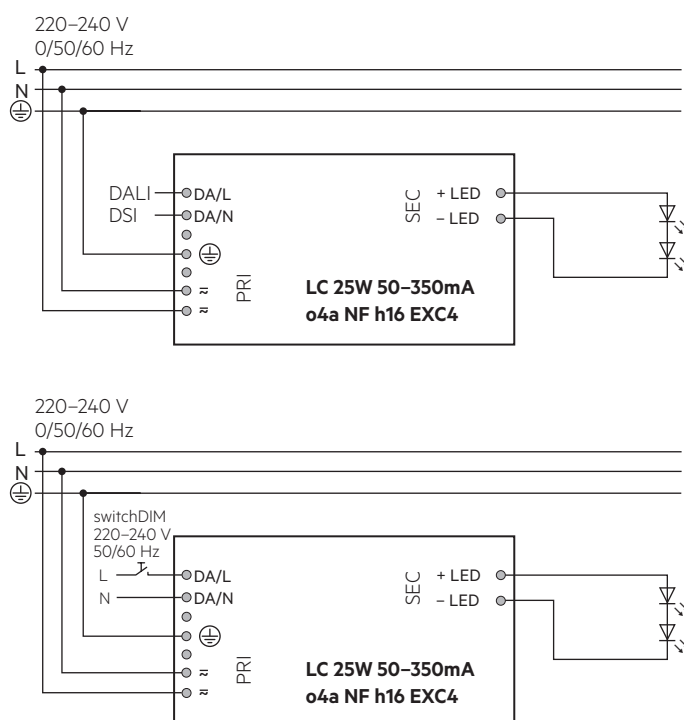 220–240 V
0/50/60 Hz
L
N
DALI
DSI
DA/L
DA/N
PRI
SEC
+ LED
– LED
LC 25W 50–350mA
o4a NF h16 EXC4
220–240 V
0/50/60 Hz
L
N
switchDIM
220–240 V
50/60 Hz
L
N
DA/L
DA/N
PRI
SEC
+ LED
– LED
LC 25W 50–350mA
o4a NF h16 EXC4